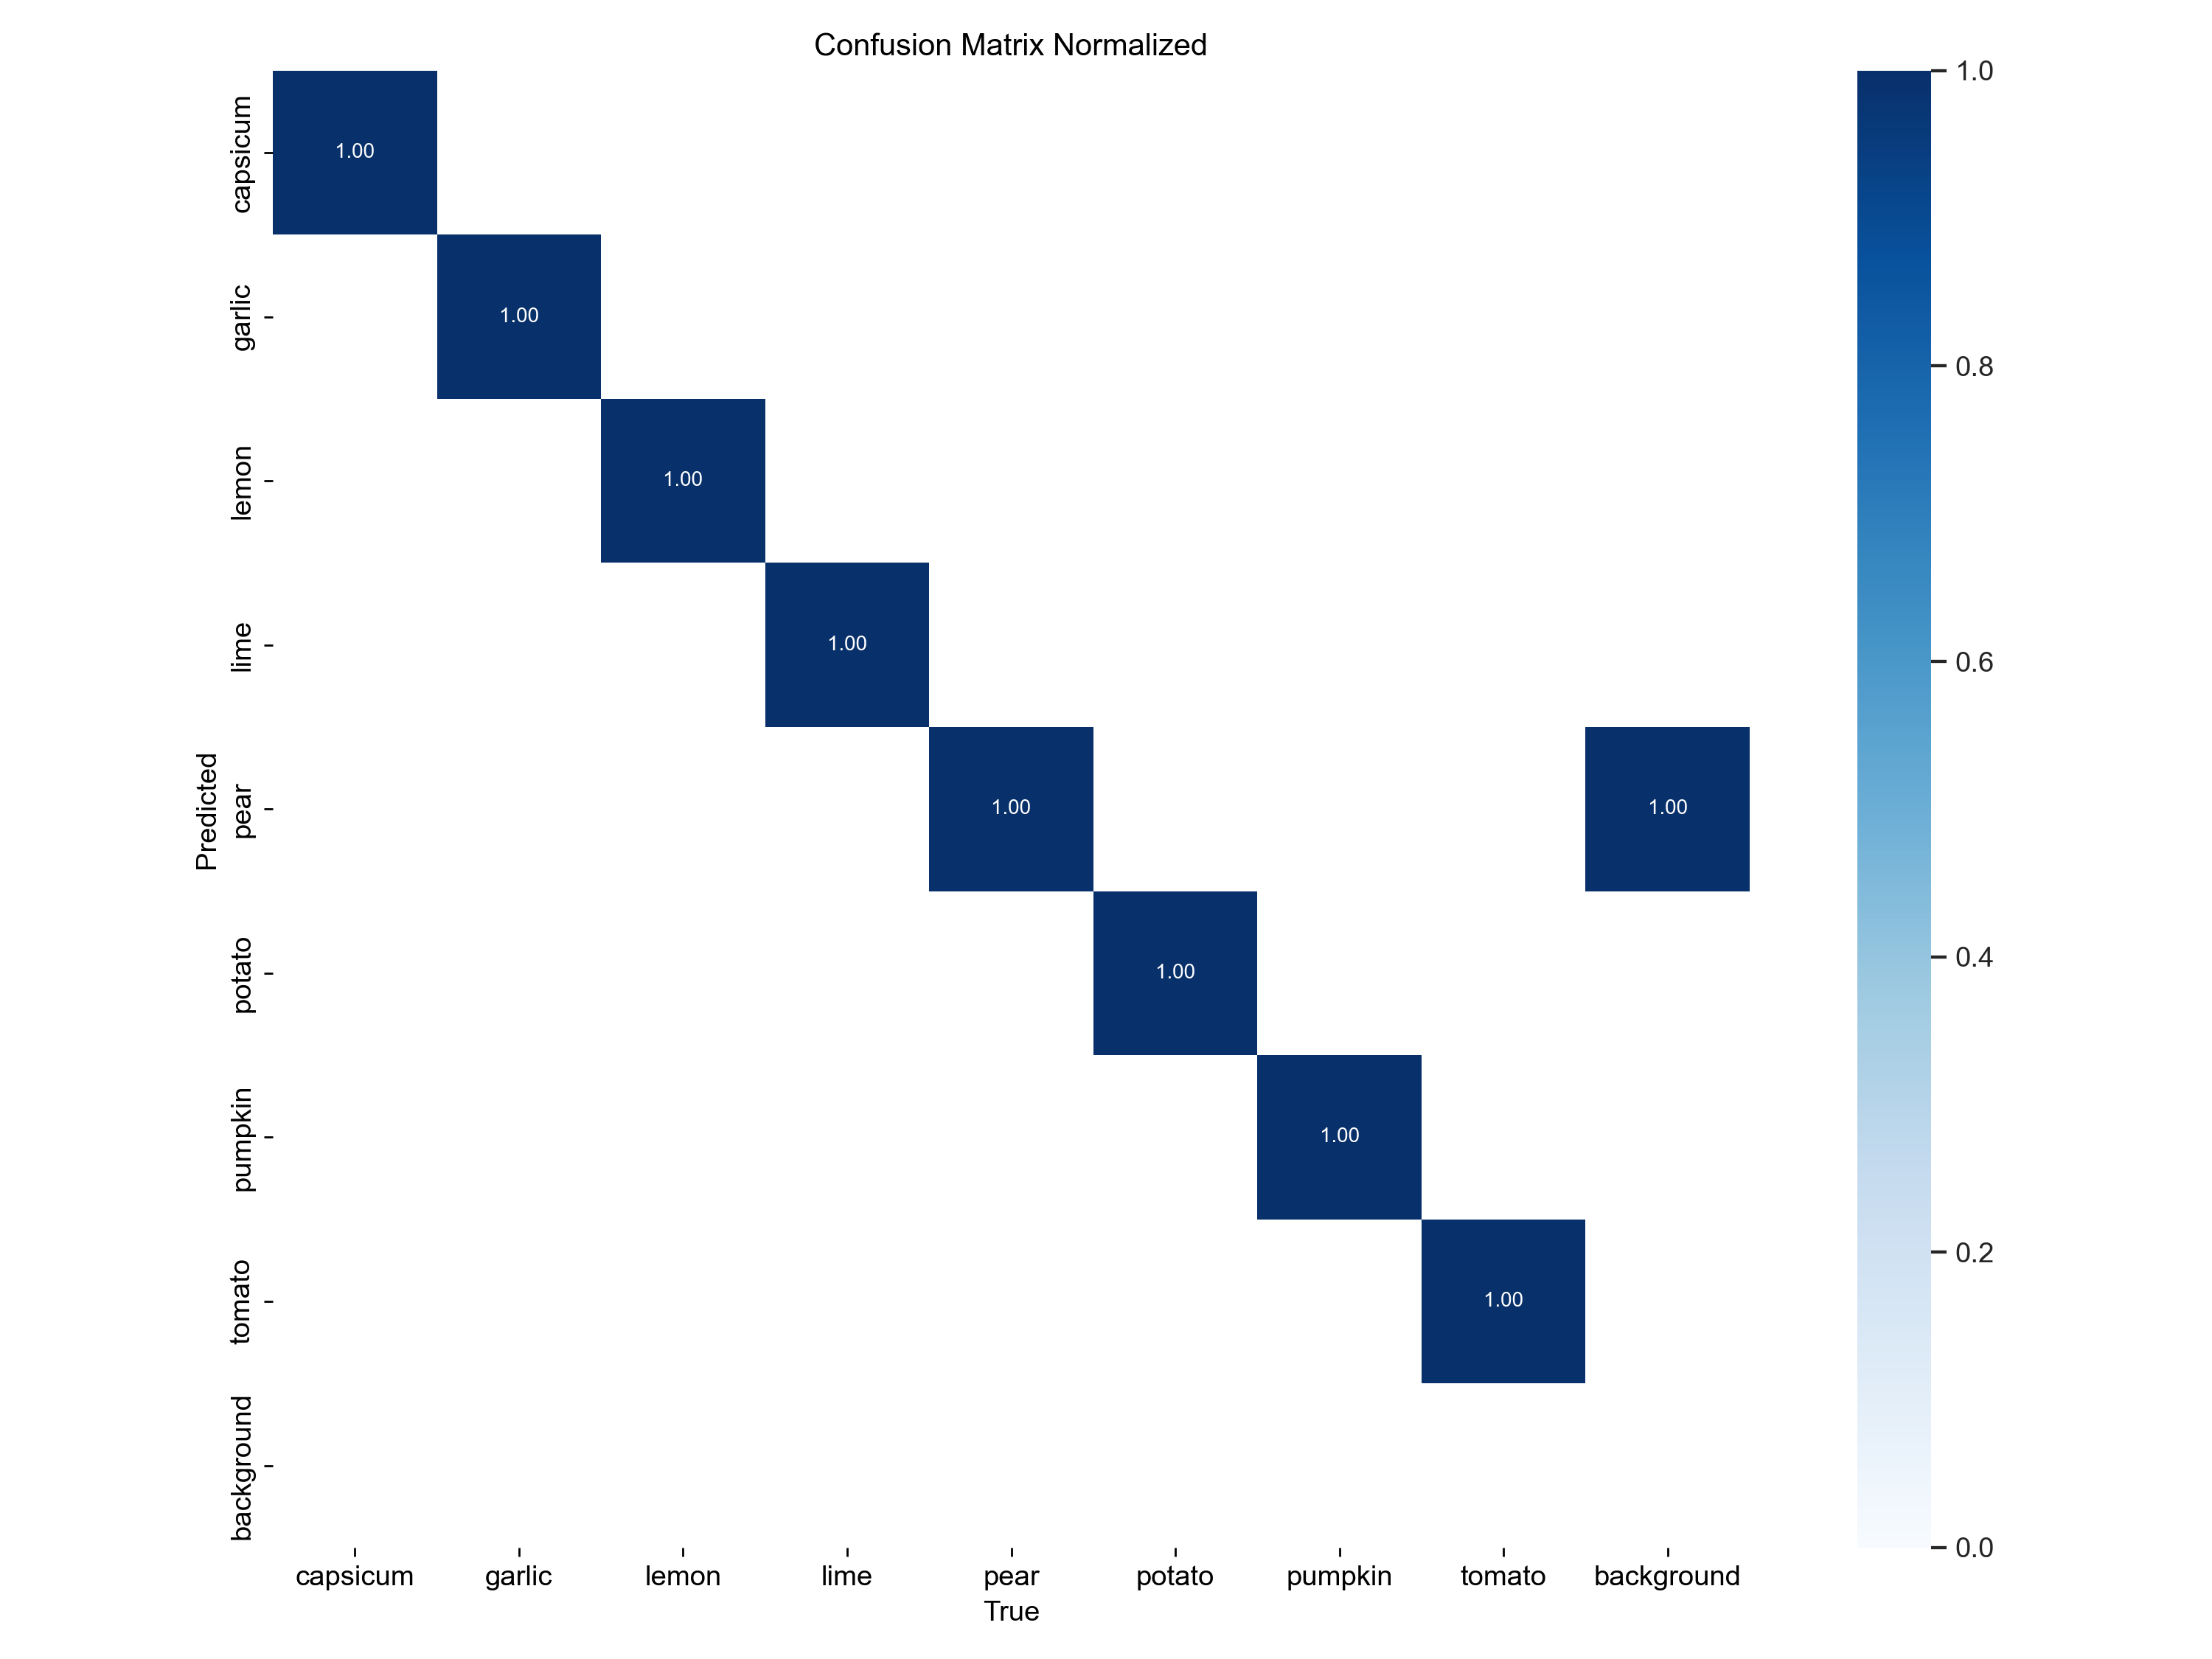 Confusion Matrix Normalized
capsicum
garlic
lemon
lime
pear
potato
pumpkin
tomato
background
Predicted
1.00
1.00
1.00
1.00
1.00 1.00
1.00
1.00
1.00
capsicum garlic lemon lime pear potato pumpkin tomato background
True
1.0
0.8
0.6
0.4
0.2
0.0